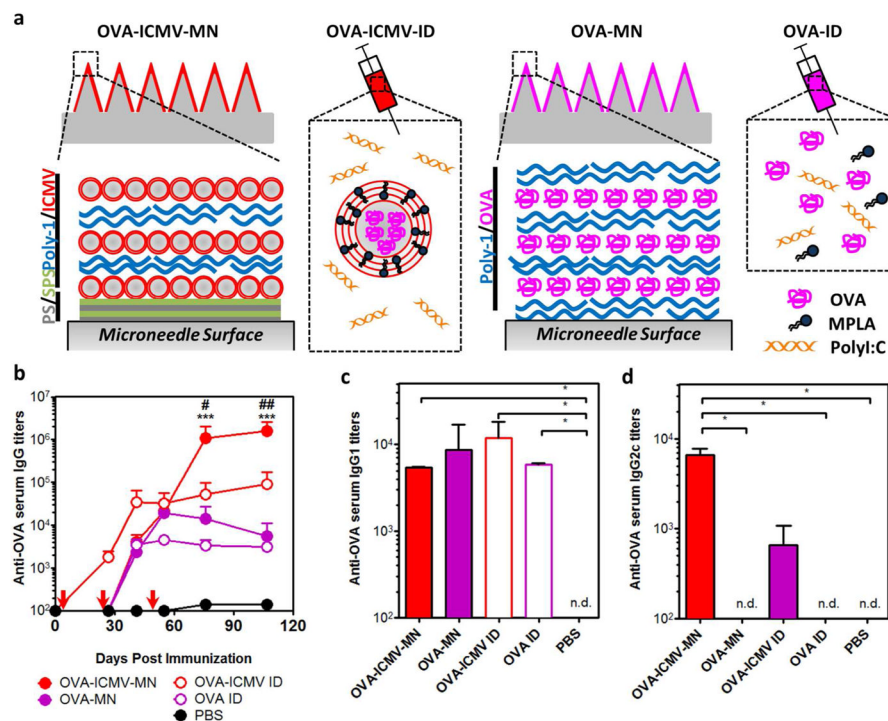 a
OVA-ICMV-MN
OVA-ICMV-ID
OVA-MN
OVA-ID
PS/SPS/Poly-1/ICMV
Microneedle Surface
Poly-1/OVA
Microneedle Surface
OVA
MPLA
PolyI:C
b
Anti-OVA serum IgG titers
10⁷
10⁶
10⁵
10⁴
10³
10²
#
***
##
***
0 30 60 90 120
Days Post Immunization
OVA-ICMV-MN
OVA-MN
OVA-ICMV ID
OVA ID
PBS
c
Anti-OVA serum IgG1 titers
10⁴
10³
10²
*
*
*
n.d.
OVA-ICMV-MN
OVA-MN
OVA-ICMV ID
OVA ID
PBS
d
Anti-OVA serum IgG2c titers
10⁴
10³
10²
*
*
*
n.d.
n.d.
n.d.
OVA-ICMV-MN
OVA-MN
OVA-ICMV ID
OVA ID
PBS